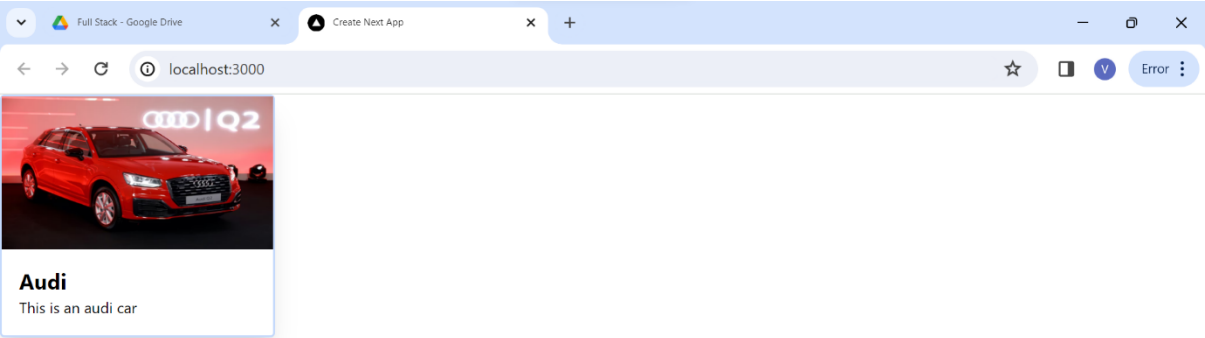 Full Stack - Google Drive
Create Next App
localhost:3000
V
Error
Q2
Audi
This is an audi car